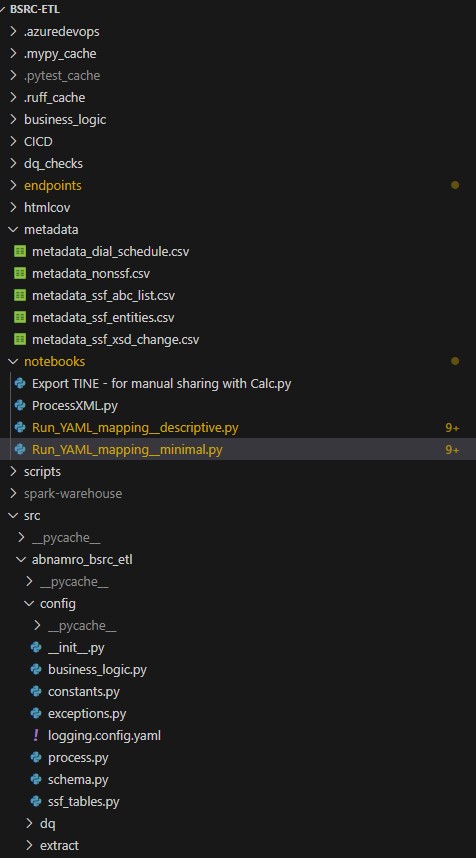 BSRC-ETL
.azuredevops
.mypy_cache
.pytest_cache
.ruff_cache
business_logic
CICD
dq_checks
endpoints
htmlcov
metadata
metadata_dial_schedule.csv
metadata_nonssf.csv
metadata_ssf_abc_list.csv
metadata_ssf_entities.csv
metadata_ssf_xsd_change.csv
notebooks
Export TINE - for manual sharing with Calc.py
ProcessXML.py
Run_YAML_mapping__descriptive.py 9+
Run_YAML_mapping__minimal.py 9+
scripts
spark-warehouse
src
__pycache__
abnamro_bsrc_etl
__pycache__
config
__pycache__
__init__.py
business_logic.py
constants.py
exceptions.py
! logging.config.yaml
process.py
schema.py
ssf_tables.py
dq
extract